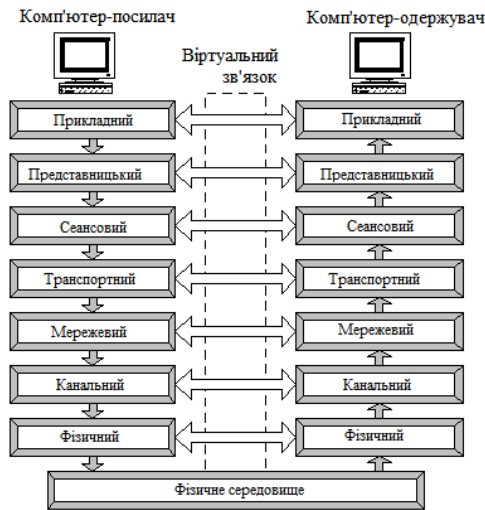 Комп'ютер-посилач
Комп'ютер-одержувач
Віртуальний
зв'язок
Прикладний
Прикладний
Представницький
Представницький
Сеансовий
Сеансовий
Транспортний
Транспортний
Мережевий
Мережевий
Канальний
Канальний
Фізичний
Фізичний
Фізичне середовище